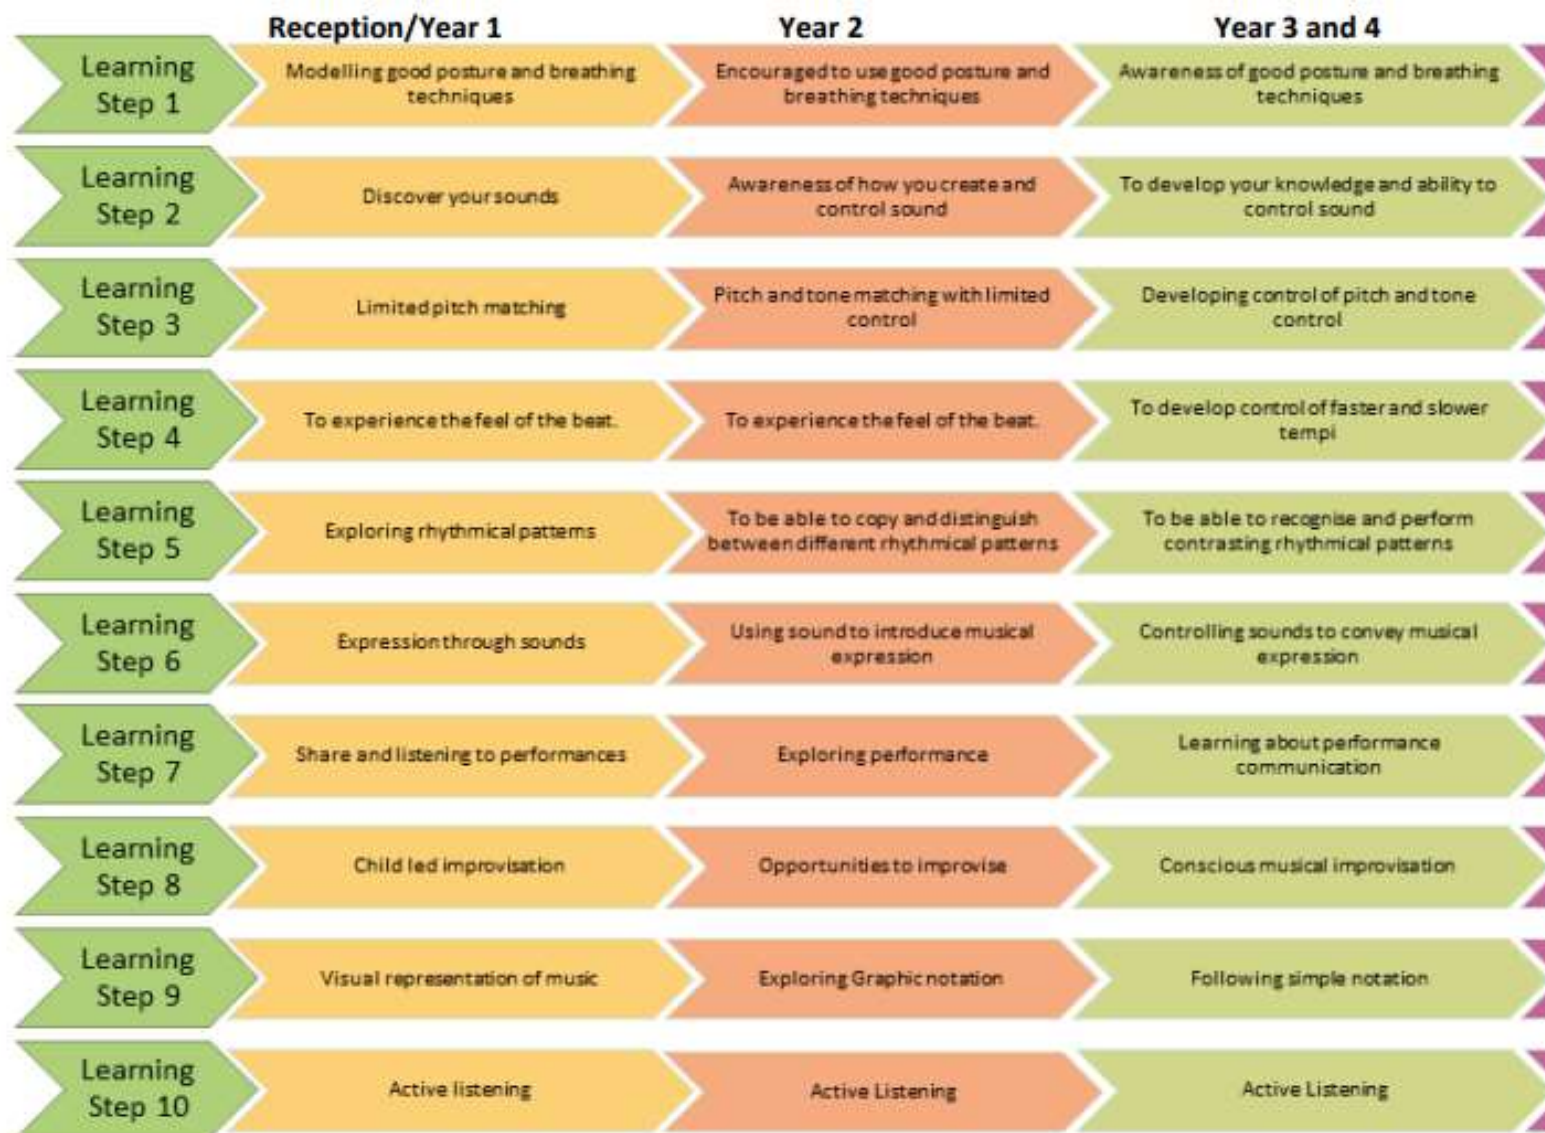 Reception/Year 1
Year 2
Year 3 and 4
Learning
Step 1
Modelling good posture and breathing
techniques
Encouraged to use good posture and
breathing techniques
Awareness of good posture and breathing
techniques
Learning
Step 2
Discover your sounds
Awareness of how you create and
control sound
To develop your knowledge and ability to
control sound
Learning
Step 3
Limited pitch matching
Pitch and tone matching with limited
control
Developing control of pitch and tone
control
Learning
Step 4
To experience the feel of the beat.
To experience the feel of the beat.
To develop control of faster and slower
tempi
Learning
Step 5
Exploring rhythmical patterns
To be able to copy and distinguish
between different rhythmical patterns
To be able to recognise and perform
contrasting rhythmical patterns
Learning
Step 6
Expression through sounds
Using sound to introduce musical
expression
Controlling sounds to convey musical
expression
Learning
Step 7
Share and listening to performances
Exploring performance
Learning about performance
communication
Learning
Step 8
Child led improvisation
Opportunities to improvise
Conscious musical improvisation
Learning
Step 9
Visual representation of music
Exploring Graphic notation
Following simple notation
Learning
Step 10
Active listening
Active Listening
Active Listening